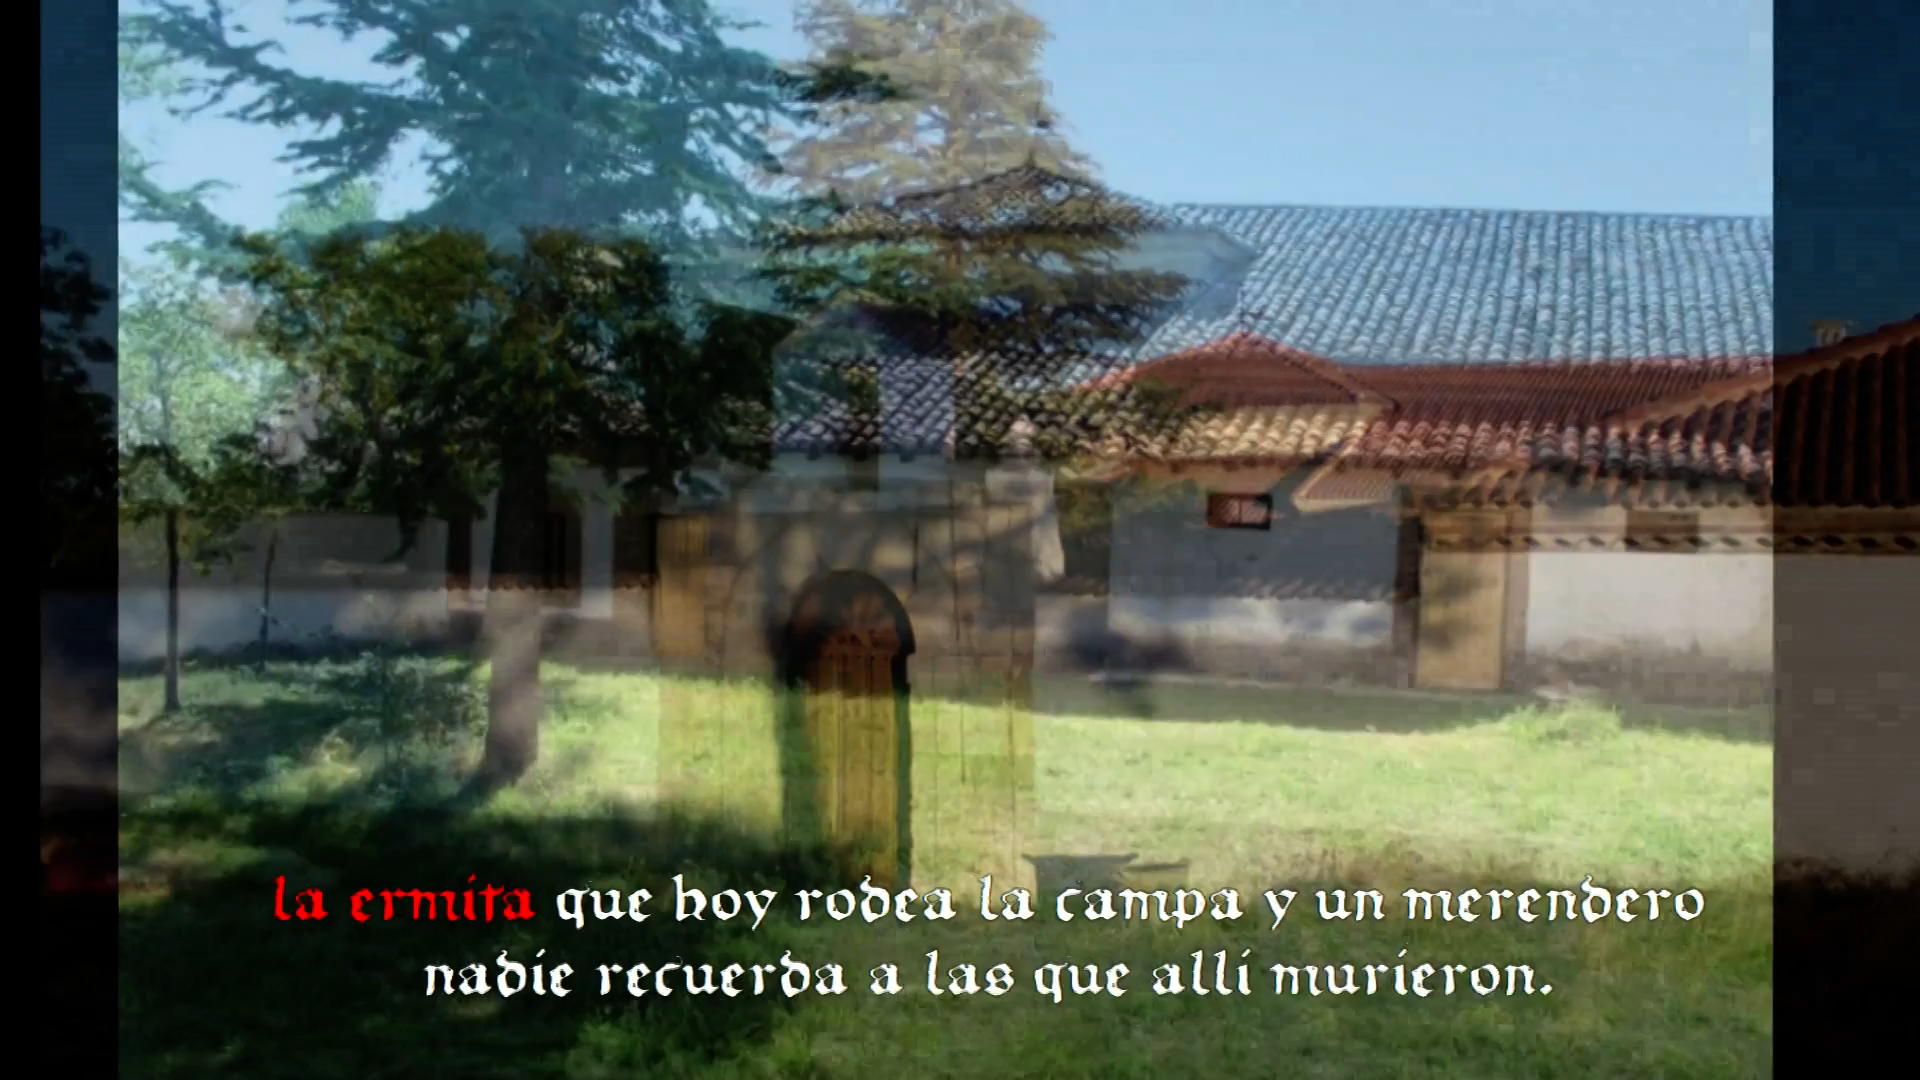 la ermita que hoy rodea la campa y un merendero
nadie recuerda a las que allí murieron.